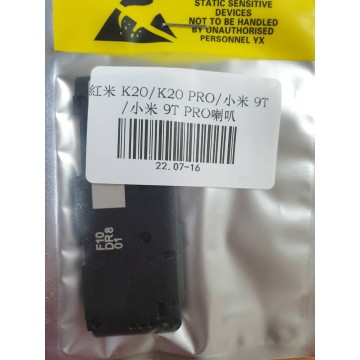 STATIC SENSITIVE
DEVICES
NOT TO BE HANDLED
BY UNAUTHORISED
PERSONNEL YX
紅米 K20/K20 PRO/小米 9T
/小米 9T PRO喇叭
22.07-16
F10
DR8
01